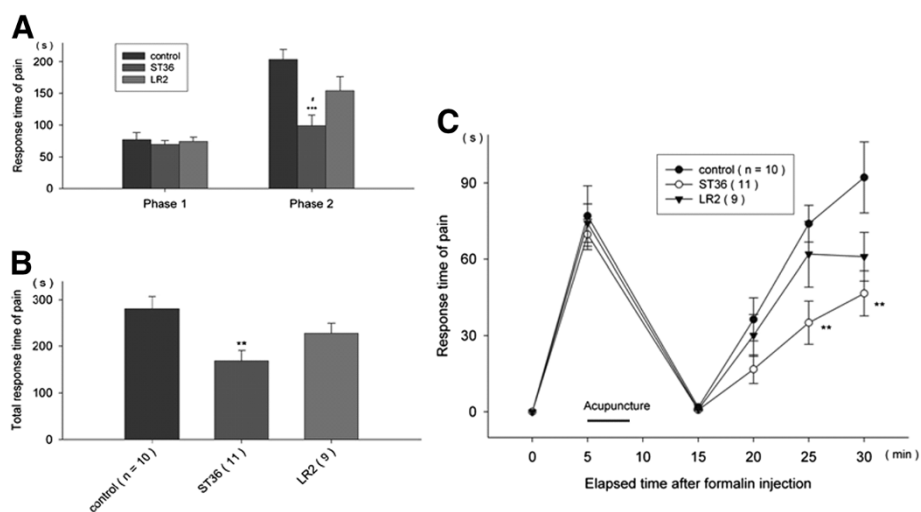 A
( s )
Response time of pain
200
150
100
50
0
control
ST36
LR2
***
Phase 1
Phase 2
B
( s )
Total response time of pain
300
200
100
0
**
control ( n = 10 )
ST36 ( 11 )
LR2 ( 9 )
C
( s )
Response time of pain
90
60
30
0
control ( n = 10 )
ST36 ( 11 )
LR2 ( 9 )
**
**
Acupuncture
0 5 10 15 20 25 30 ( min )
Elapsed time after formalin injection